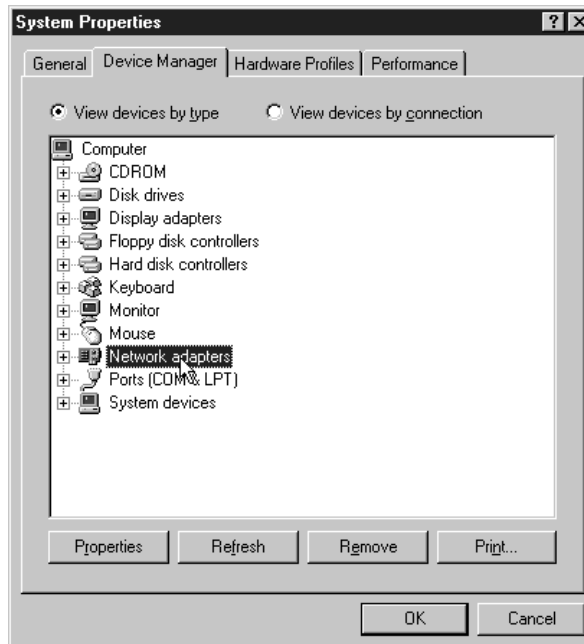 System Properties
General Device Manager Hardware Profiles Performance
View devices by type View devices by connection
Computer
CDROM
Disk drives
Display adapters
Floppy disk controllers
Hard disk controllers
Keyboard
Monitor
Mouse
Network adapters
Ports (COM & LPT)
System devices
Properties Refresh Remove Print...
OK Cancel